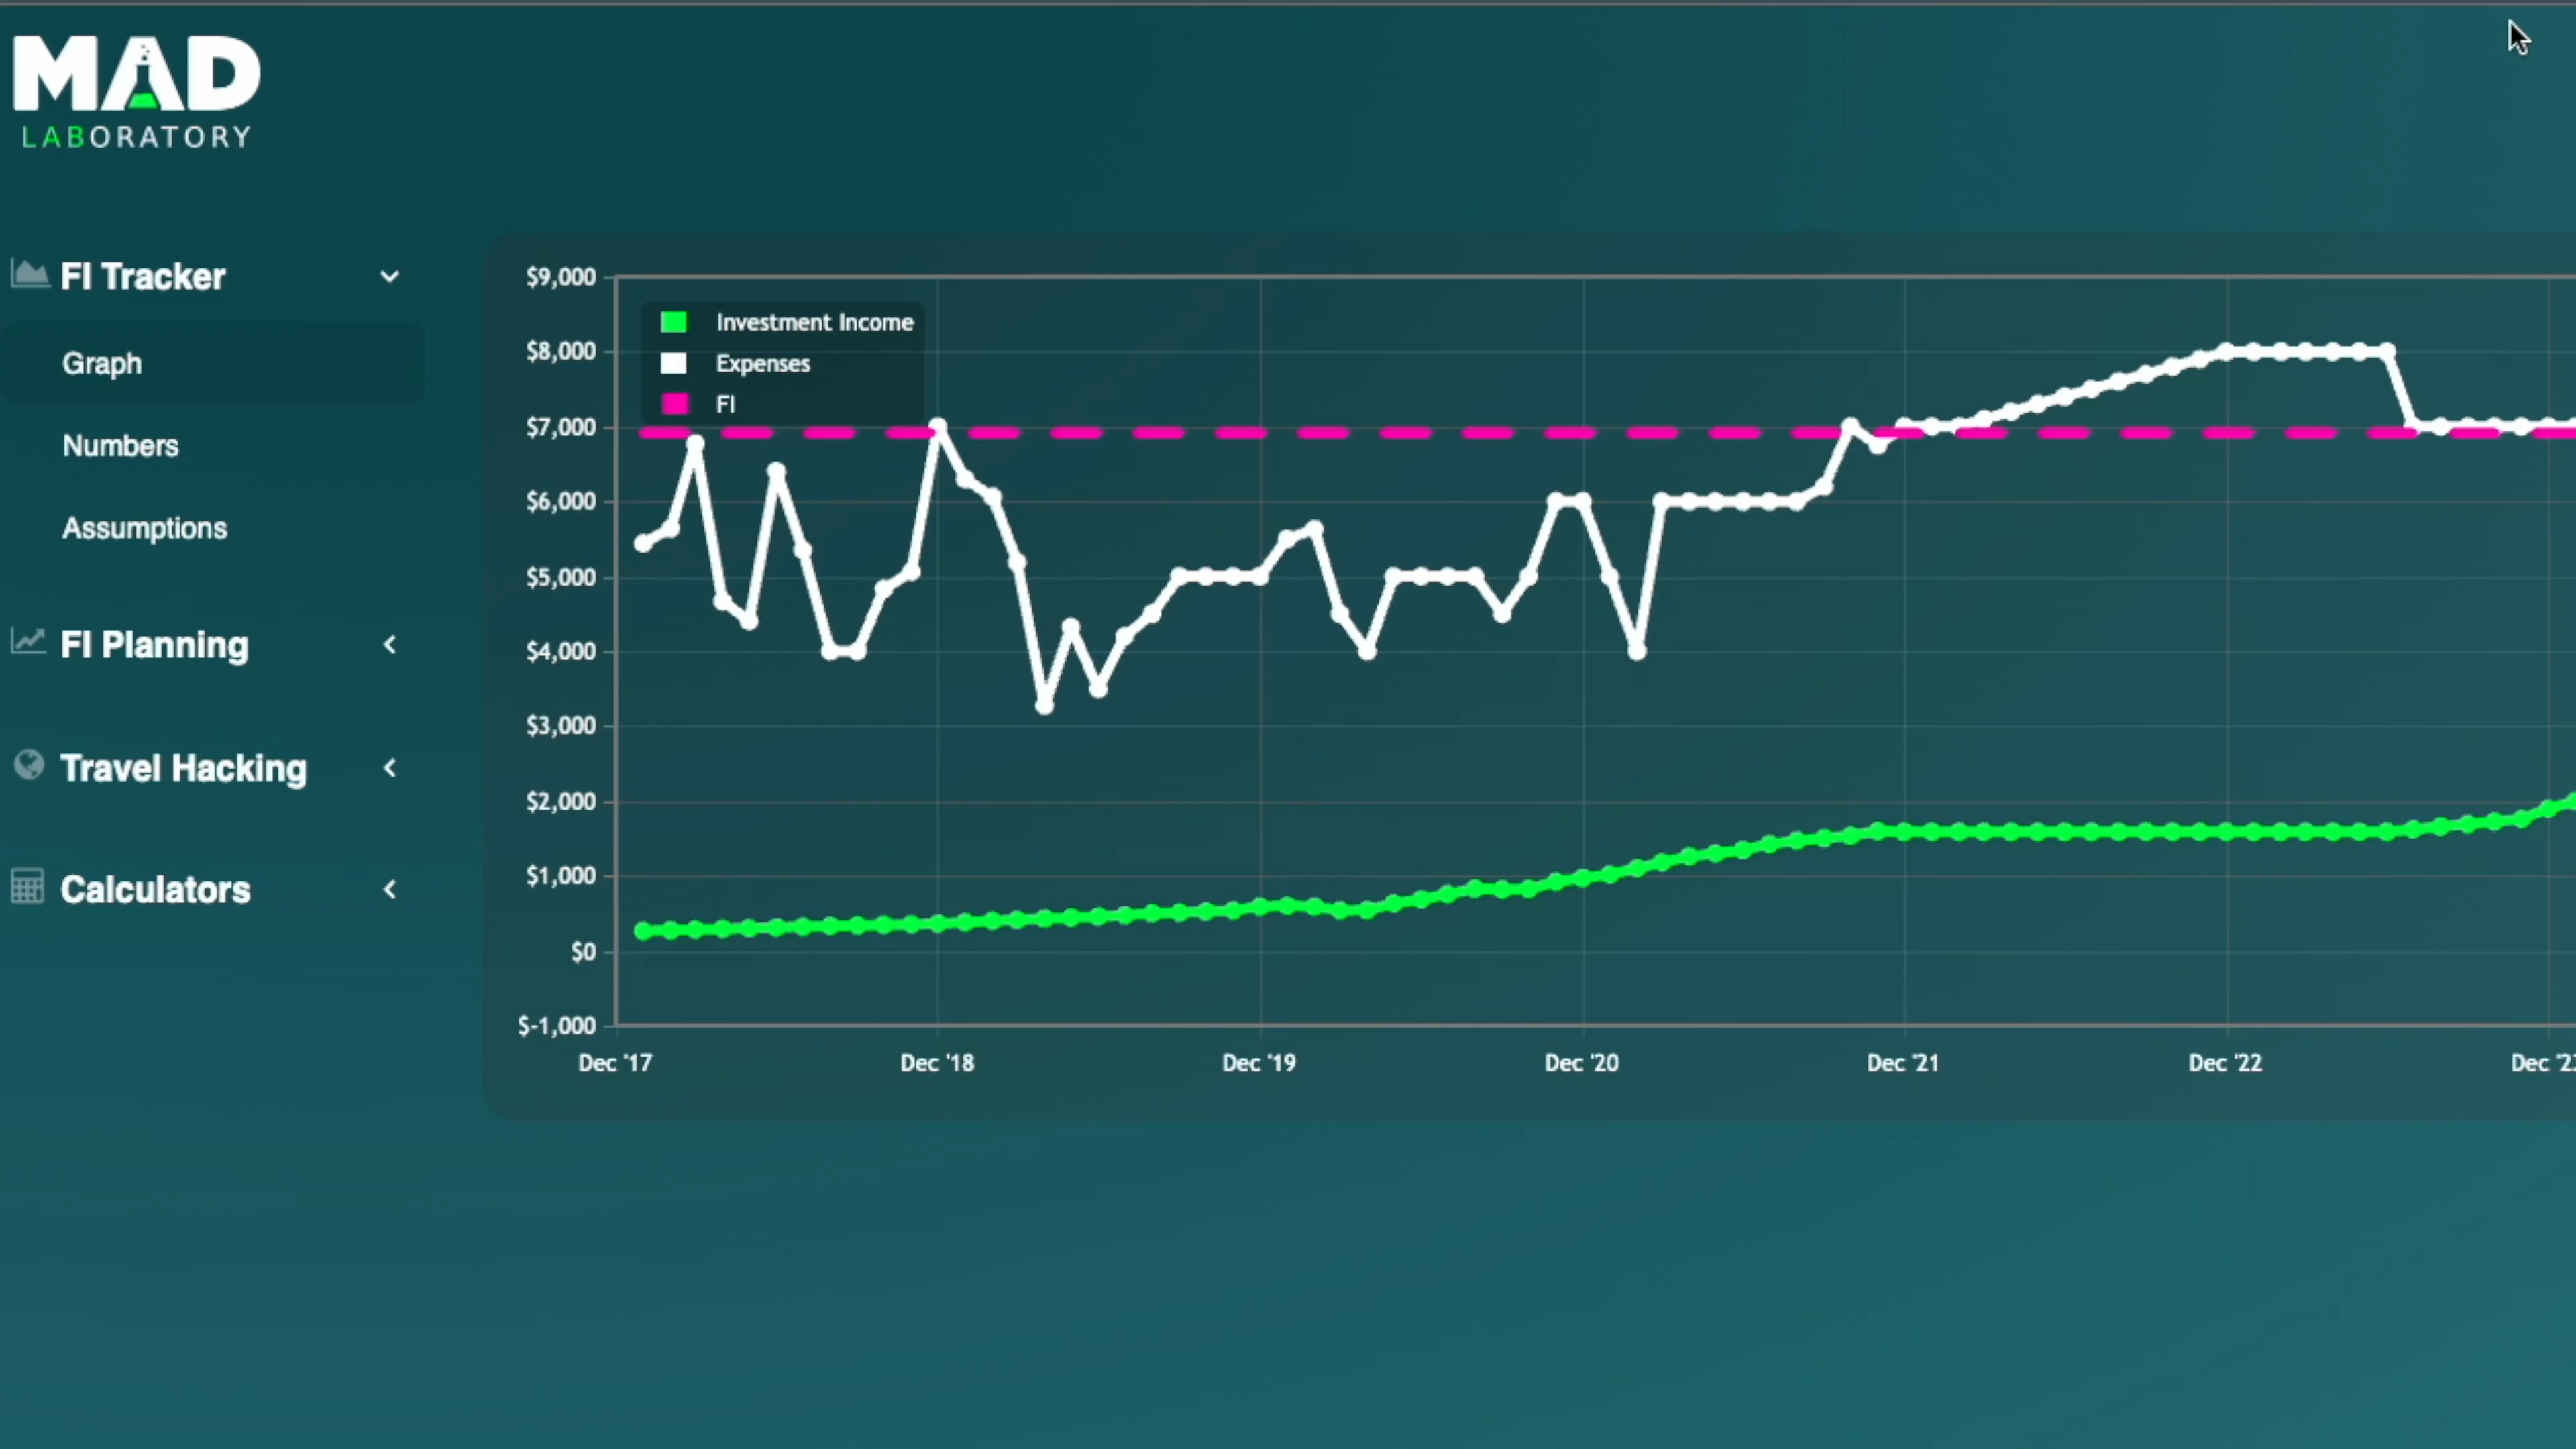 MAD
LABORATORY
FI Tracker
Graph
Numbers
Assumptions
FI Planning
Travel Hacking
Calculators
$9,000
$8,000
$7,000
$6,000
$5,000
$4,000
$3,000
$2,000
$1,000
$0
$-1,000
Investment Income
Expenses
FI
Dec '17
Dec '18
Dec '19
Dec '20
Dec '21
Dec '22
Dec